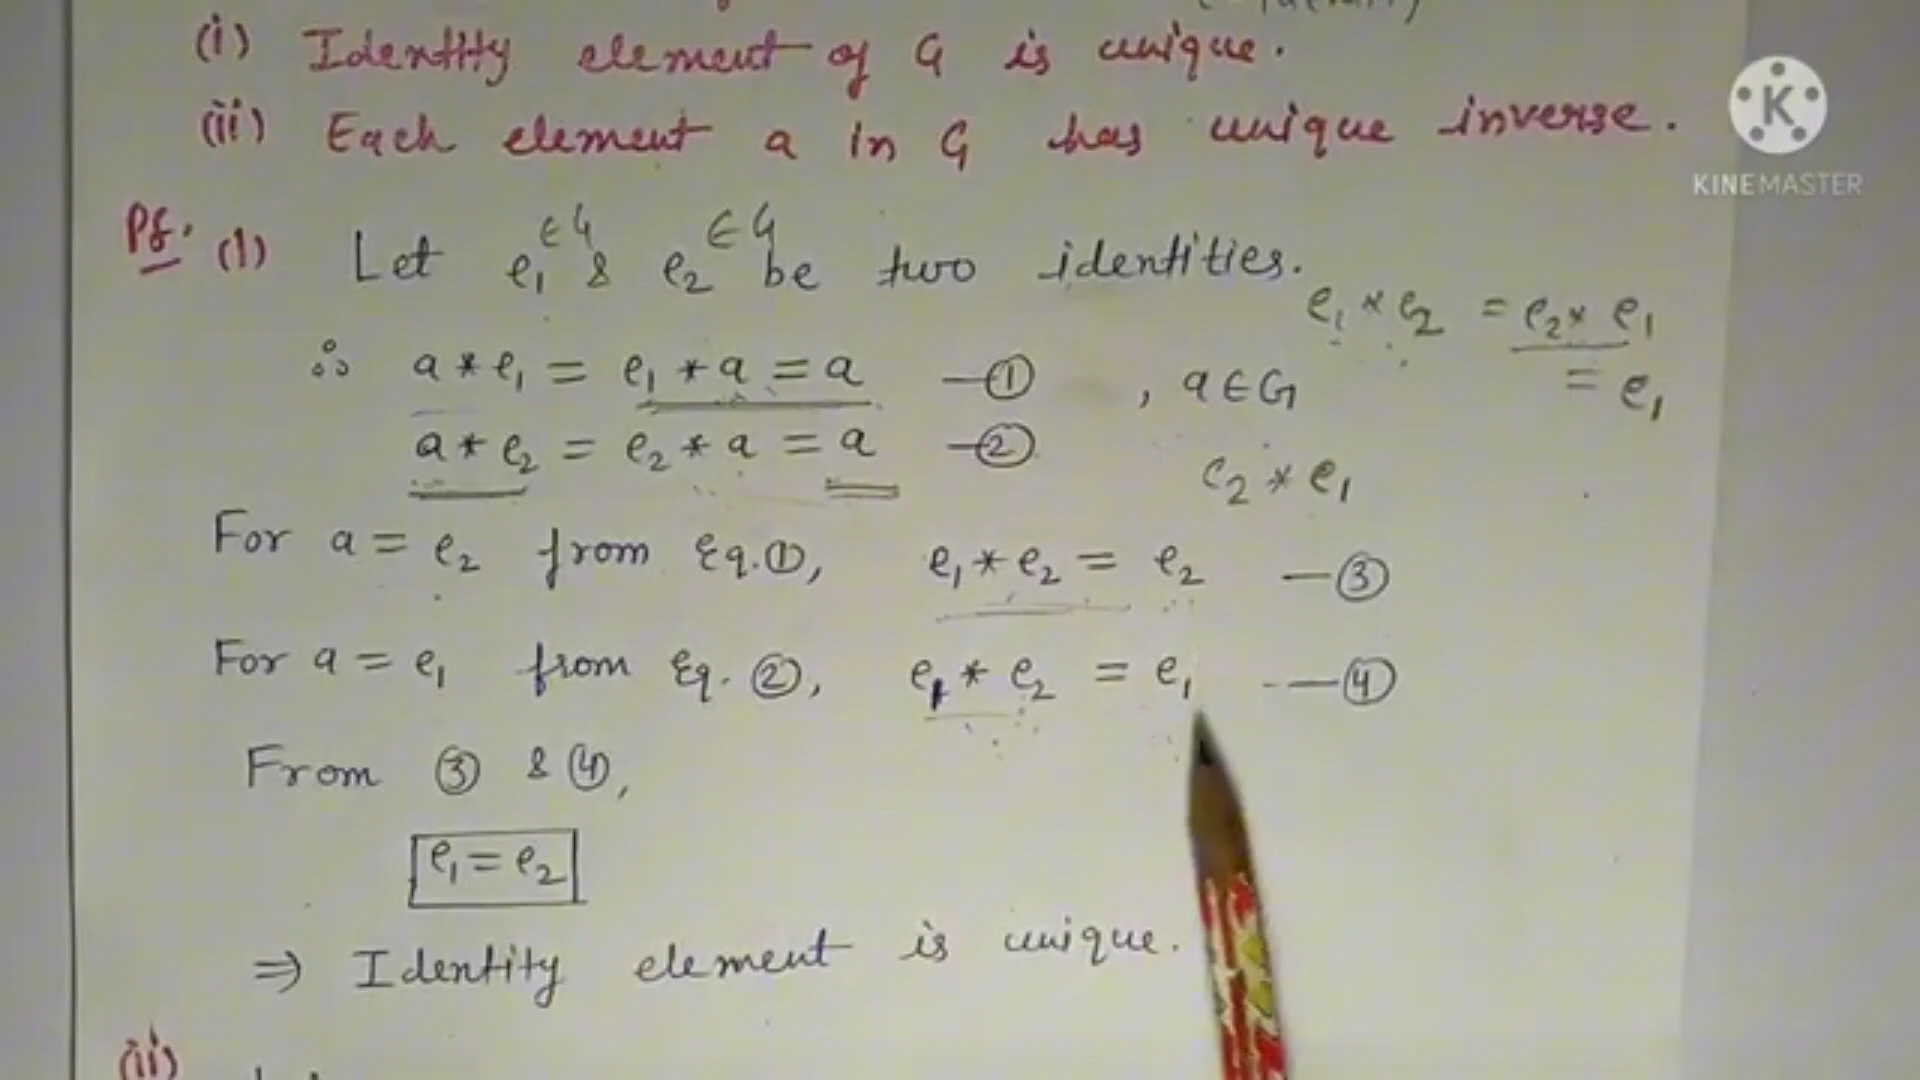 (i) Identity element of G is unique.
(ii) Each element a in G has unique inverse.
K
KINEMASTER
Pf. (1) Let e₁ ∈G & e₂ ∈G be two identities.
e₁ * e₂ = e₂ * e₁
= e₁
∴ a * e₁ = e₁ * a = a —① , a ∈ G
a * e₂ = e₂ * a = a —②
e₂ * e₁
For a = e₂ from Eq.①, e₁ * e₂ = e₂ —③
For a = e₁ from Eq. ②, e₁ * e₂ = e₁ —④
From ③ & ④,
e₁ = e₂
⇒ Identity element is unique.
(ii)